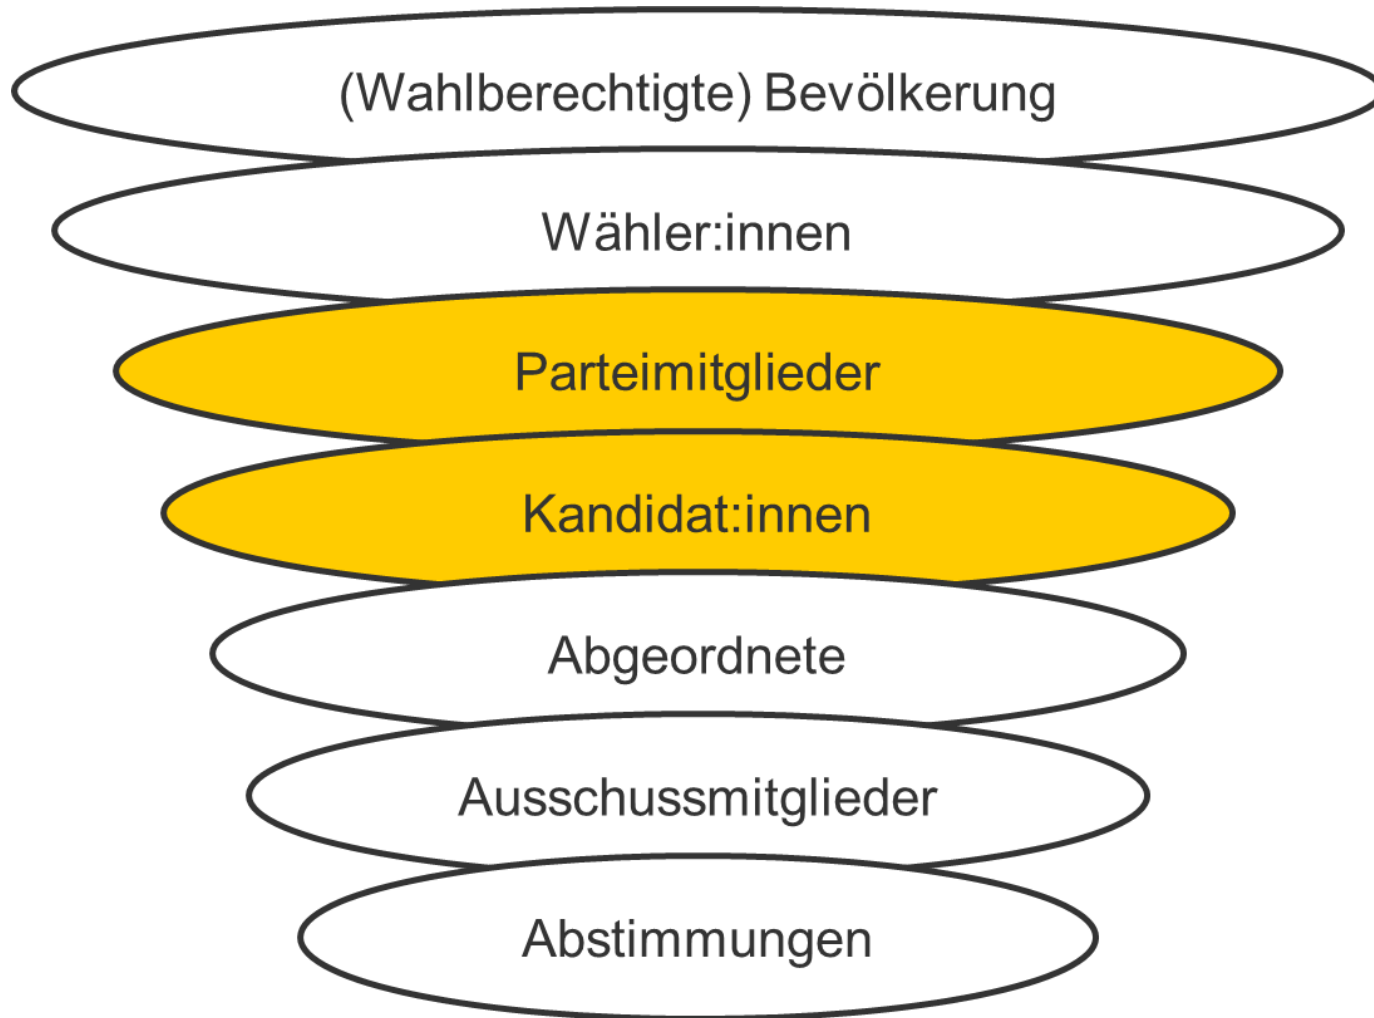 (Wahlberechtigte) Bevölkerung
Wähler:innen
Parteimitglieder
Kandidat:innen
Abgeordnete
Ausschussmitglieder
Abstimmungen